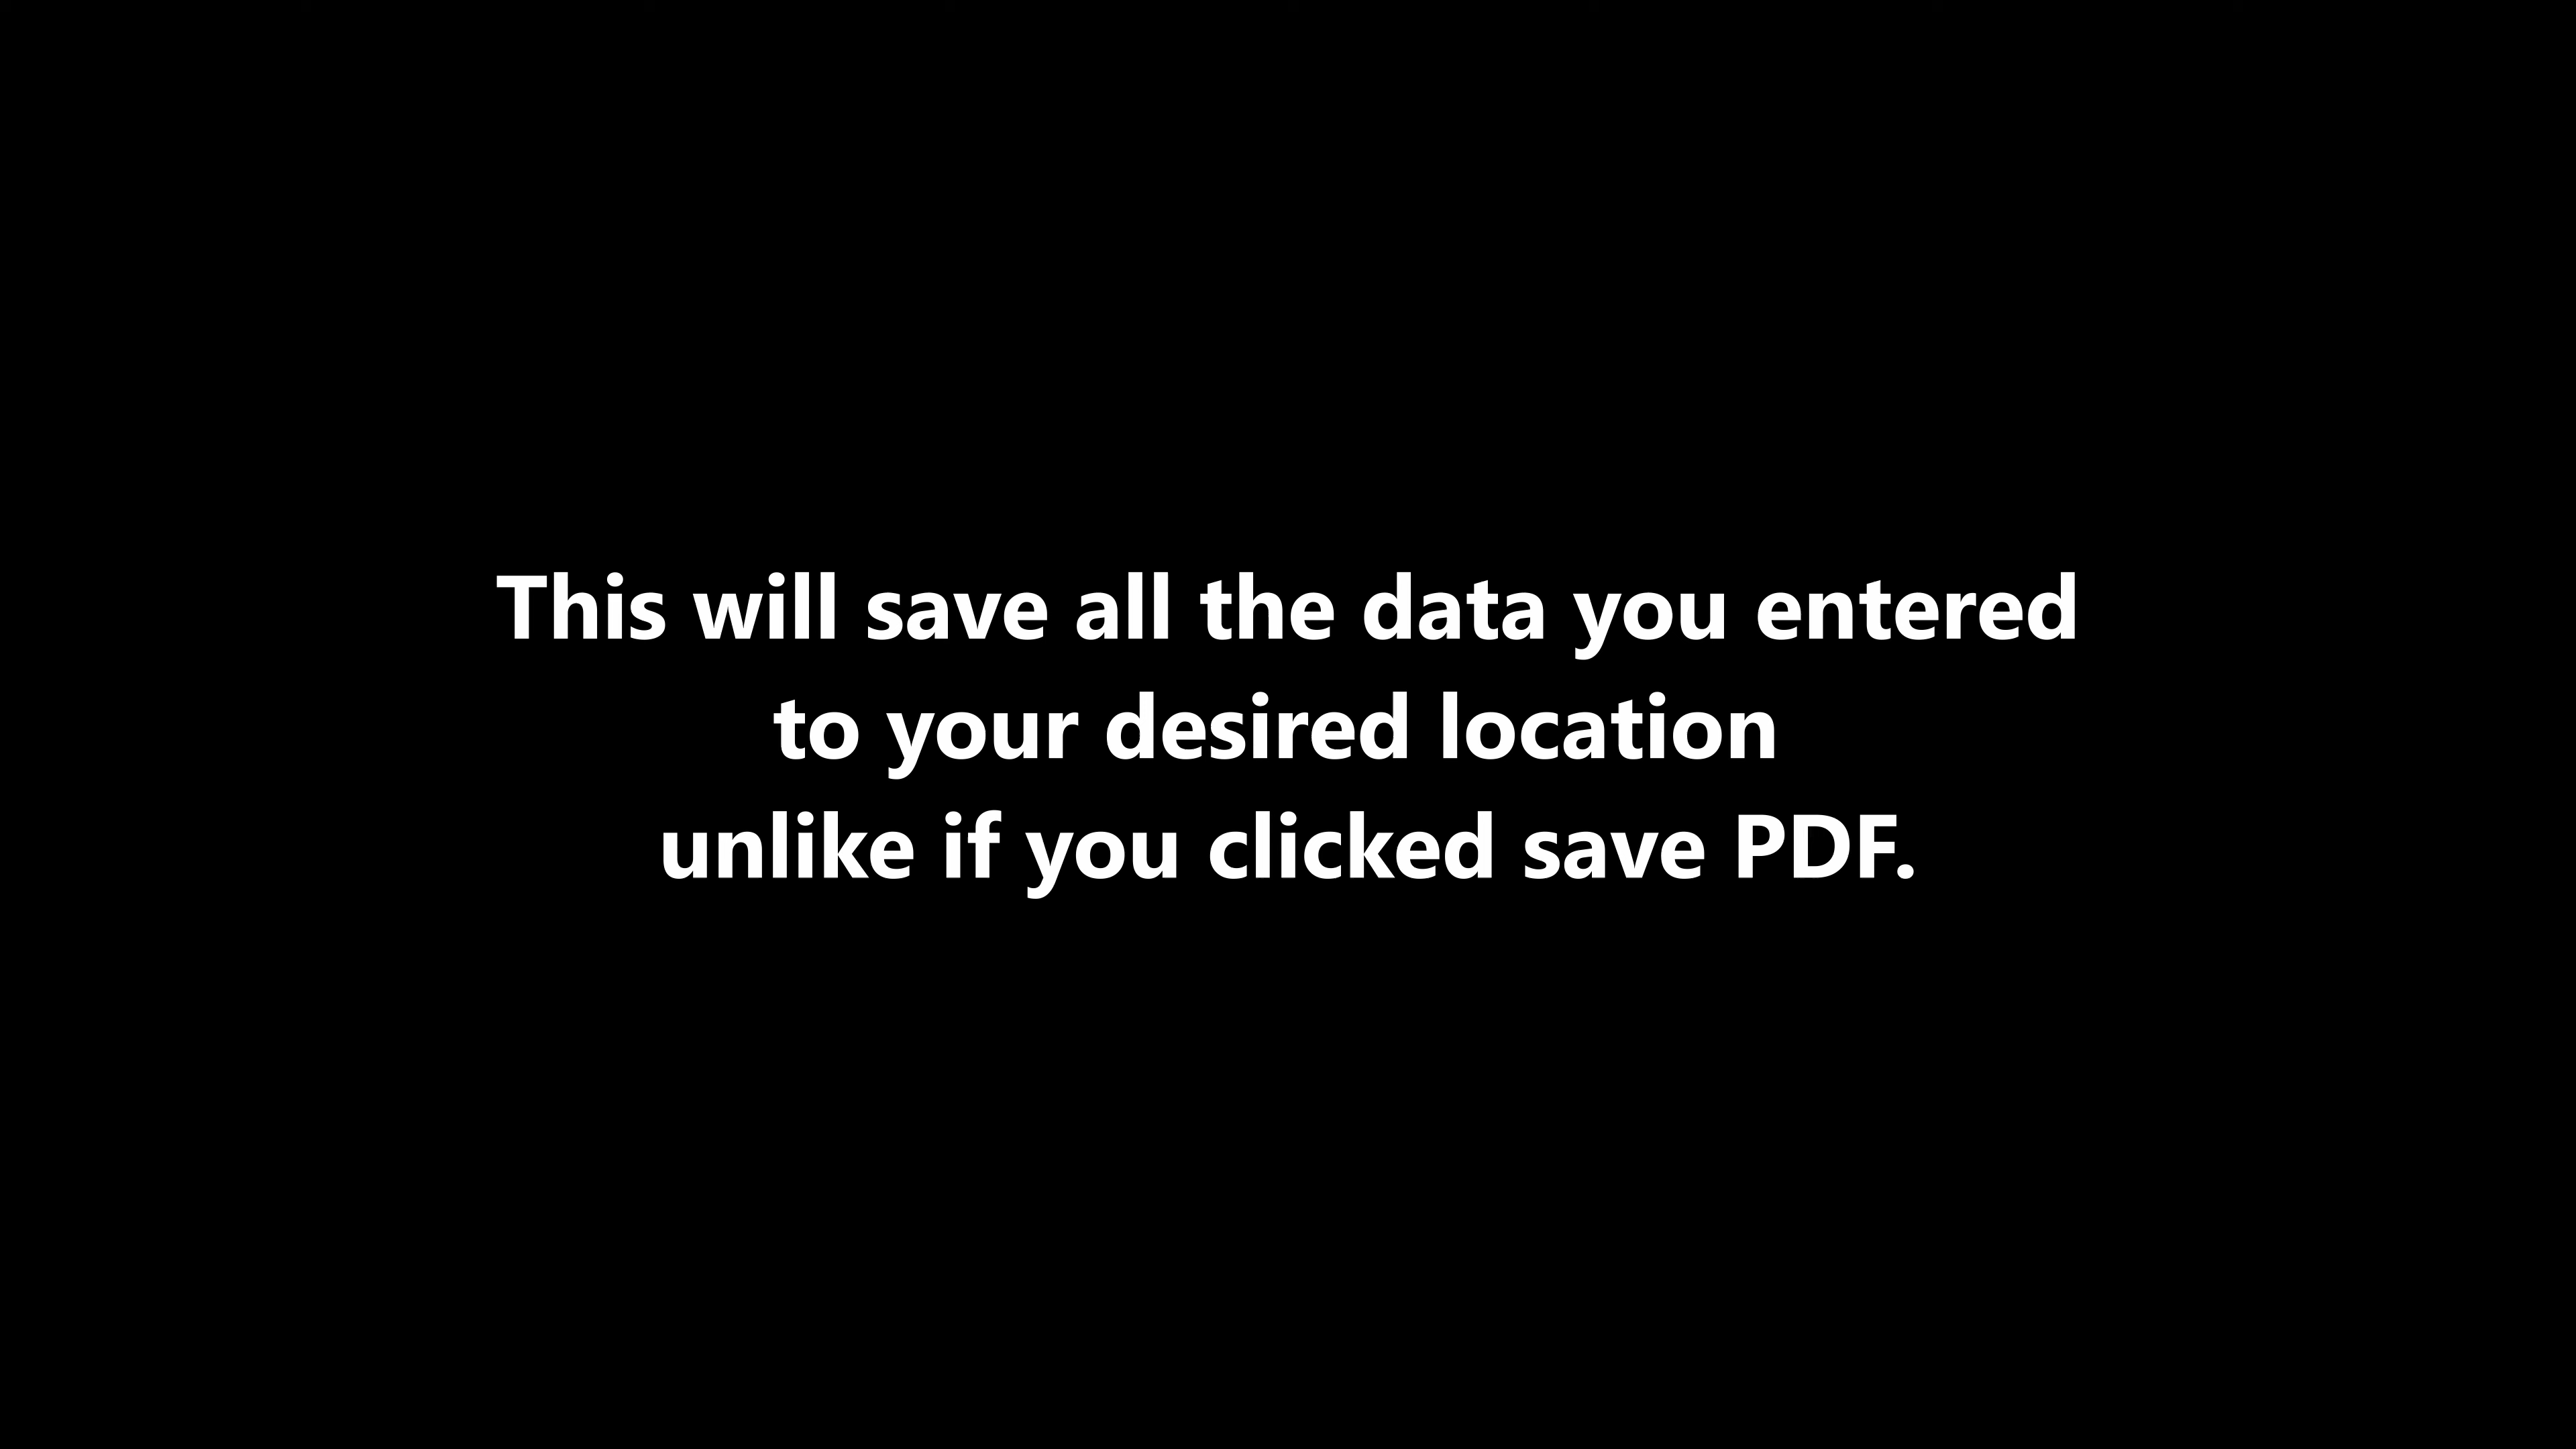 This will save all the data you entered
to your desired location
unlike if you clicked save PDF.